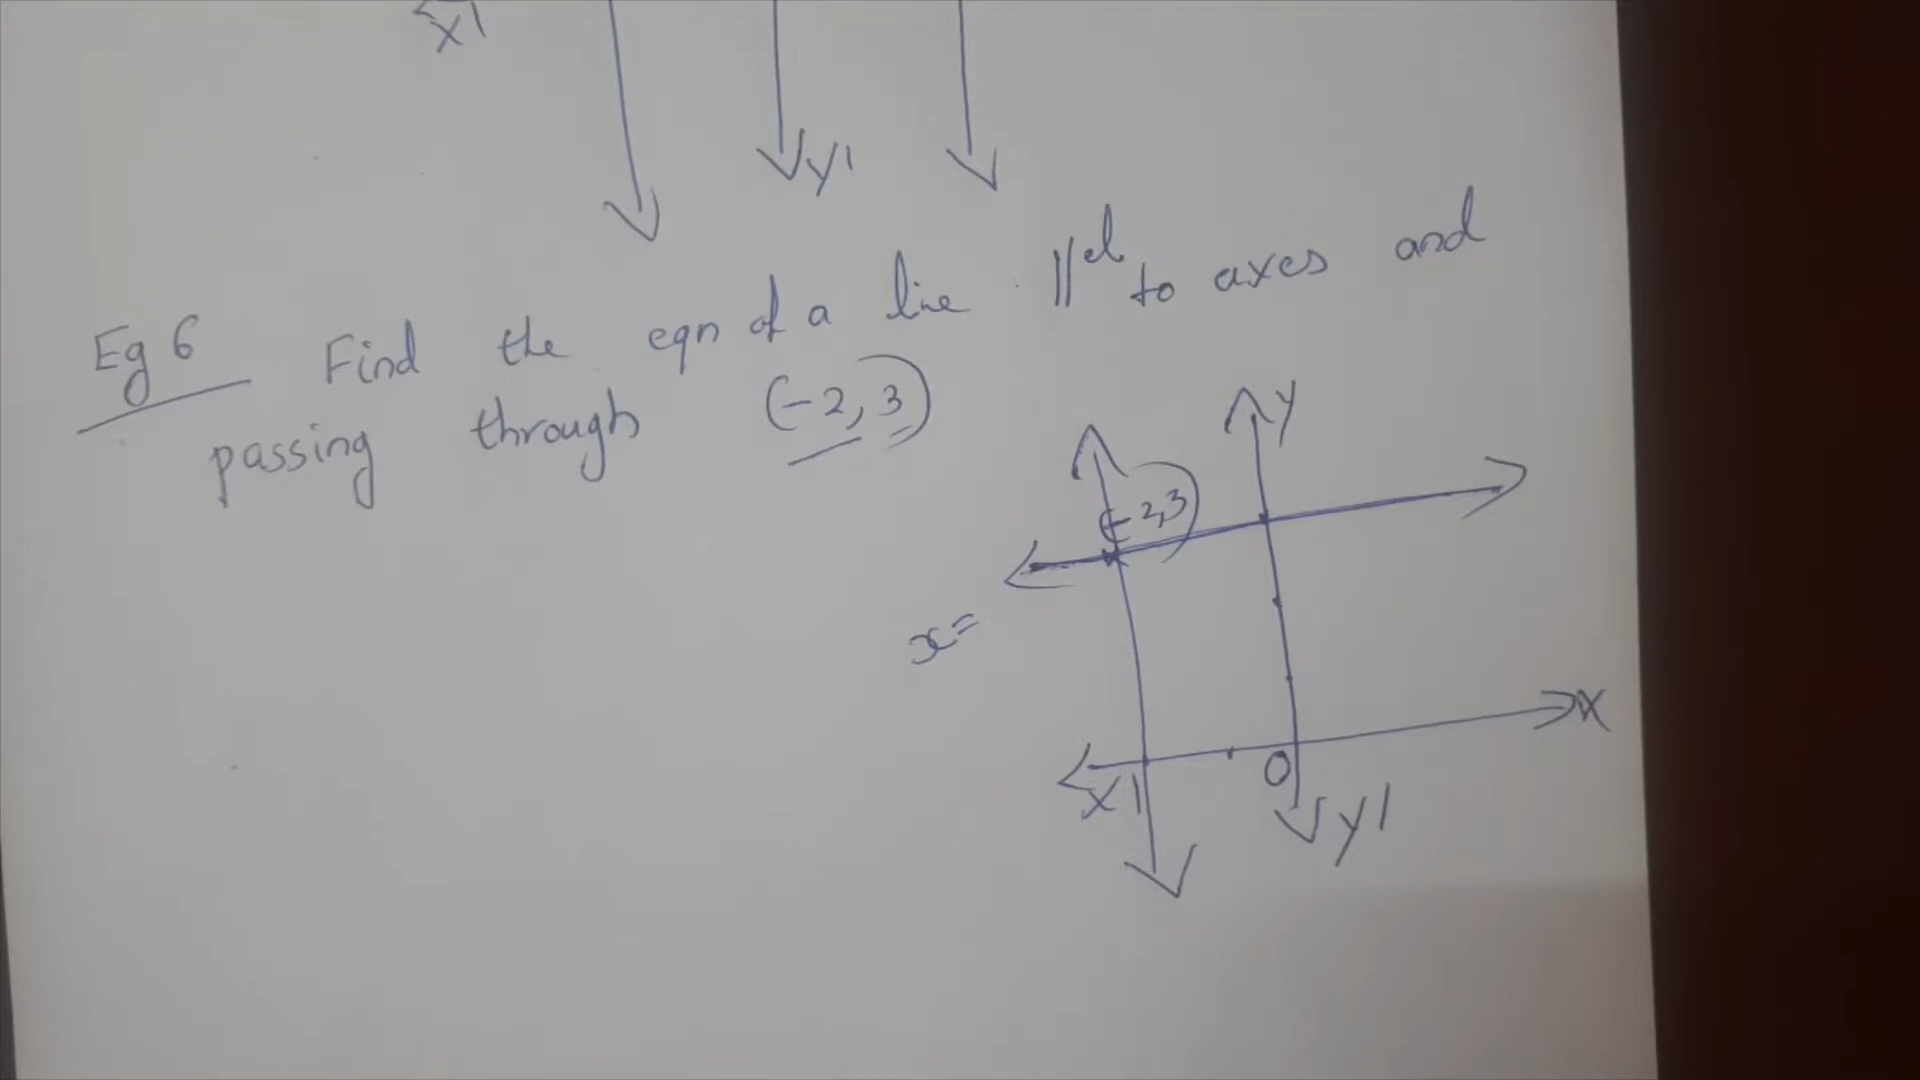 X'
Y'
Eg 6 Find the eqn of a line ||el to axes and
passing through (-2, 3)
Y
(-2,3)
x=
X
O
X'
Y'